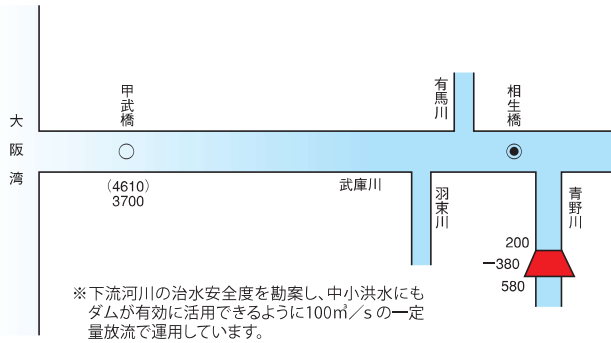 大阪湾
甲武橋
(4610)
3700
武庫川
有馬川
羽束川
相生橋
青野川
200
ー380
580
※下流河川の治水安全度を勘案し、中小洪水にも
ダムが有効に活用できるように100㎥/sの一定
量放流で運用しています。